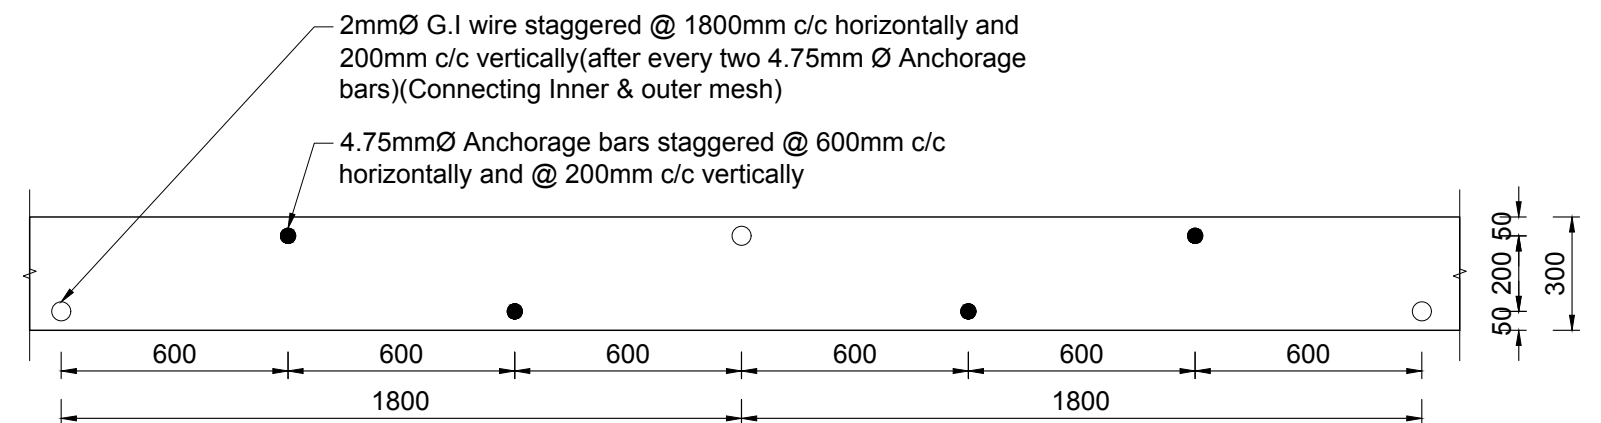 2mmØ G.I wire staggered @ 1800mm c/c horizontally and
200mm c/c vertically(after every two 4.75mm Ø Anchorage
bars)(Connecting Inner & outer mesh)
4.75mmØ Anchorage bars staggered @ 600mm c/c
horizontally and @ 200mm c/c vertically
50
200
50
300
600
600
600
600
600
600
1800
1800